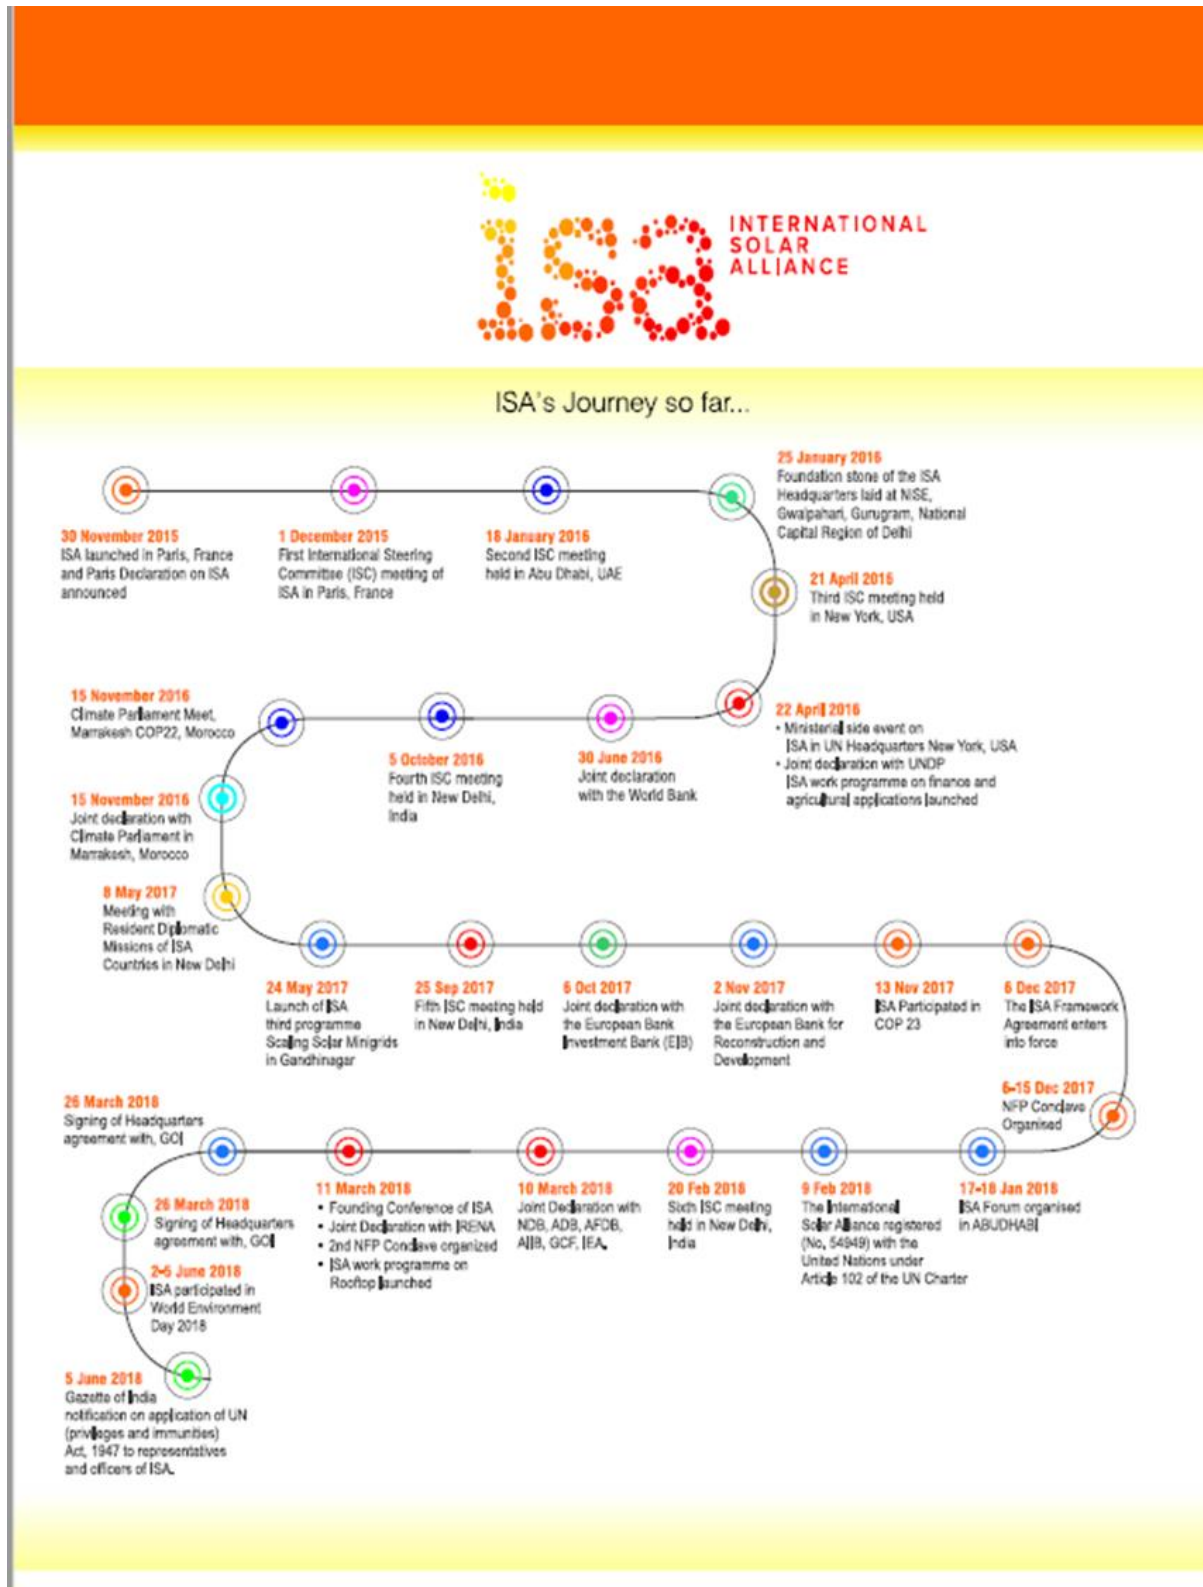 isa
INTERNATIONAL
SOLAR
ALLIANCE
ISA's Journey so far...
30 November 2015
ISA launched in Paris, France
and Paris Declaration on ISA
announced
1 December 2015
First International Steering
Committee (ISC) meeting of
ISA in Paris, France
18 January 2016
Second ISC meeting
held in Abu Dhabi, UAE
25 January 2016
Foundation stone of the ISA
Headquarters laid at NISE,
Gwalpahari, Gurugram, National
Capital Region of Delhi
21 April 2016
Third ISC meeting held
in New York, USA
22 April 2016
• Ministerial side event on
ISA in UN Headquarters New York, USA
• Joint declaration with UNDP
ISA work programme on finance and
agricultural applications launched
30 June 2016
Joint declaration
with the World Bank
5 October 2016
Fourth ISC meeting
held in New Delhi,
India
15 November 2016
Climate Parliament Meet,
Marrakesh COP22, Morocco
15 November 2016
Joint declaration with
Climate Parliament in
Marrakesh, Morocco
8 May 2017
Meeting with
Resident Diplomatic
Missions of ISA
Countries in New Delhi
24 May 2017
Launch of ISA
third programme
Scaling Solar Minigrids
in Gandhinagar
25 Sep 2017
Fifth ISC meeting held
in New Delhi, India
6 Oct 2017
Joint declaration with
the European Bank
Investment Bank (EIB)
2 Nov 2017
Joint declaration with
the European Bank for
Reconstruction and
Development
13 Nov 2017
ISA Participated in
COP 23
6 Dec 2017
The ISA Framework
Agreement enters
into force
6-15 Dec 2017
NFP Conclave
Organised
17-18 Jan 2018
ISA Forum organised
in ABUDHABI
9 Feb 2018
The International
Solar Alliance registered
(No. 54949) with the
United Nations under
Article 102 of the UN Charter
20 Feb 2018
Sixth ISC meeting
held in New Delhi,
India
10 March 2018
Joint Declaration with
NDB, ADB, AFDB,
AIIB, GCF, IEA.
11 March 2018
• Founding Conference of ISA
• Joint Declaration with IRENA
• 2nd NFP Conclave organized
• ISA work programme on
Rooftop launched
26 March 2018
Signing of Headquarters
agreement with, GOI
26 March 2018
Signing of Headquarters
agreement with, GOI
2-5 June 2018
ISA participated in
World Environment
Day 2018
5 June 2018
Gazette of India
notification on application of UN
(privileges and immunities)
Act, 1947 to representatives
and officers of ISA.